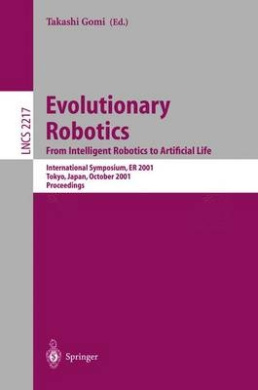 Takashi Gomi (Ed.)
LNCS 2217
Evolutionary
Robotics
From Intelligent Robotics to Artificial Life
International Symposium, ER 2001
Tokyo, Japan, October 2001
Proceedings
Springer